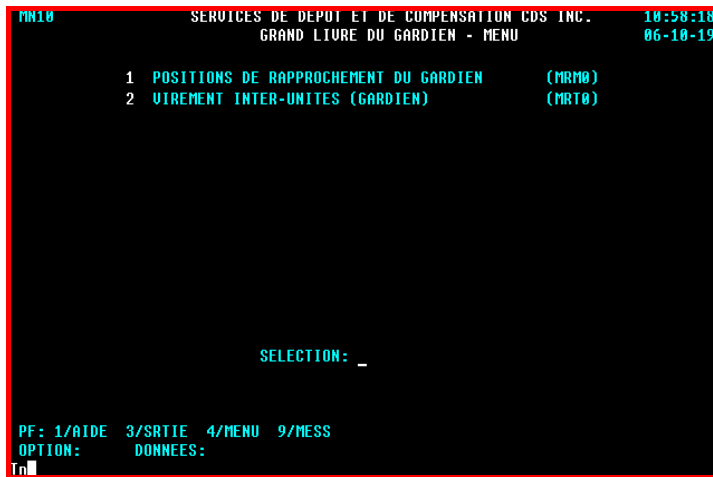 MN10 SERVICES DE DEPOT ET DE COMPENSATION CDS INC. 10:58:18
GRAND LIVRE DU GARDIEN - MENU 06-10-19
1 POSITIONS DE RAPPROCHEMENT DU GARDIEN (MRM0)
2 VIREMENT INTER-UNITES (GARDIEN) (MRT0)
SELECTION: _
PF: 1/AIDE 3/SRTIE 4/MENU 9/MESS
OPTION: DONNEES:
Tn